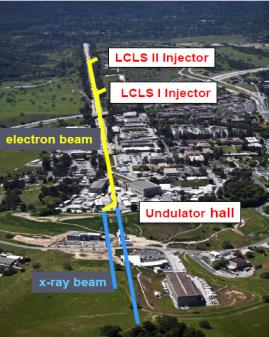 LCLS II Injector
LCLS I Injector
electron beam
Undulator hall
x-ray beam